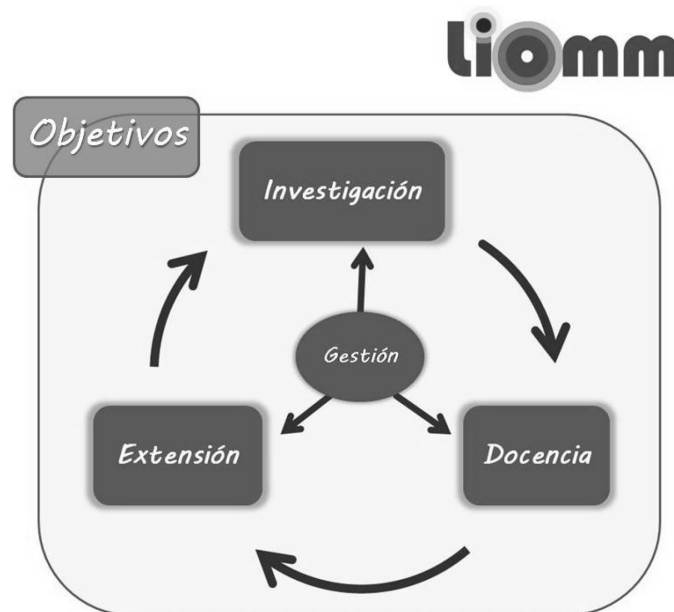 Liomm
Objetivos
Investigación
Gestión
Extensión
Docencia